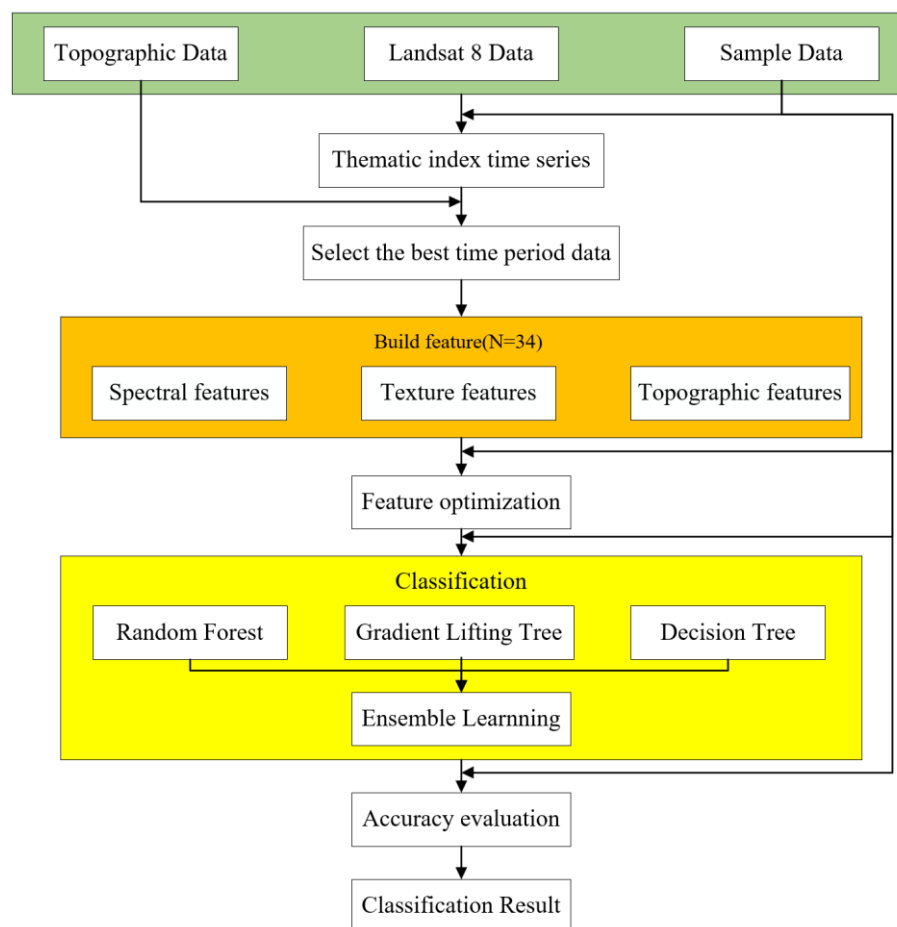 Topographic Data
Landsat 8 Data
Sample Data
Thematic index time series
Select the best time period data
Build feature(N=34)
Spectral features
Texture features
Topographic features
Feature optimization
Classification
Random Forest
Gradient Lifting Tree
Decision Tree
Ensemble Learnning
Accuracy evaluation
Classification Result